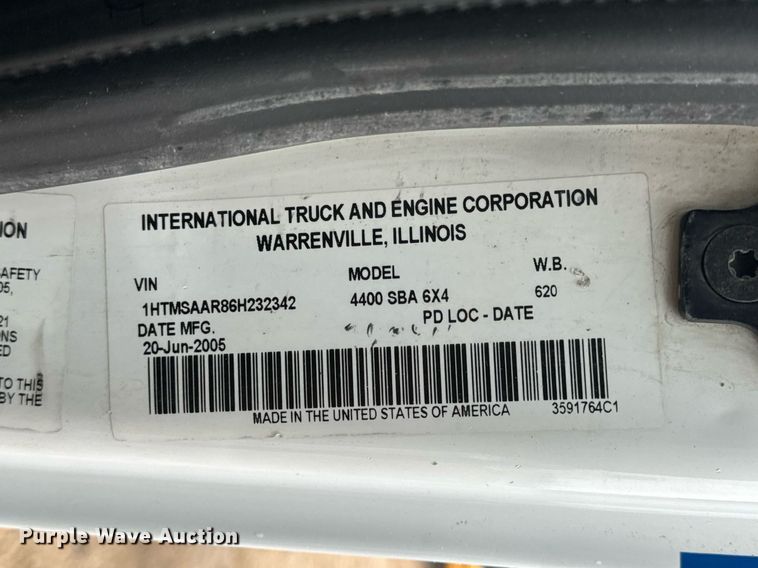 INTERNATIONAL TRUCK AND ENGINE CORPORATION
WARRENVILLE, ILLINOIS
VIN MODEL W.B.
1HTMSAAR86H232342 4400 SBA 6X4 620
DATE MFG. PD LOC - DATE
20-Jun-2005
MADE IN THE UNITED STATES OF AMERICA 3591764C1
ION
AFETY
05,
21
NS
ED
TO THIS
BY THE
Purple Wave Auction